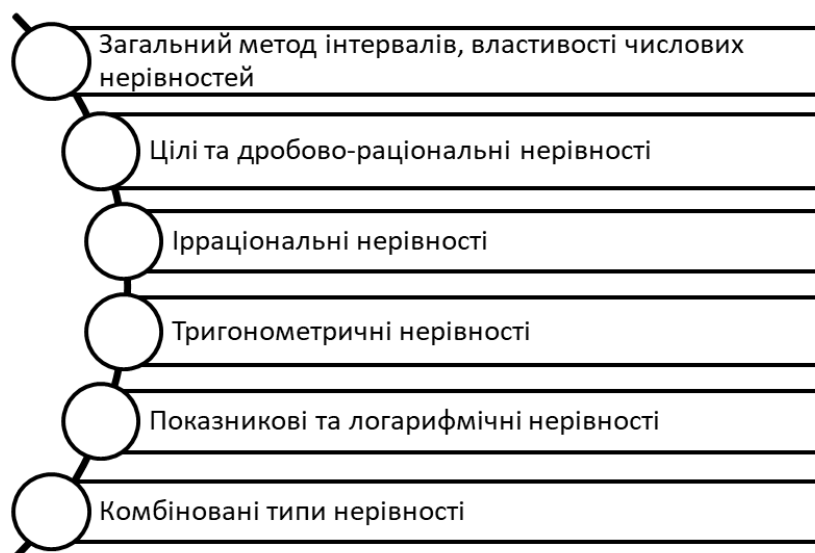 Загальний метод інтервалів, властивості числових
нерівностей
Цілі та дробово-раціональні нерівності
Ірраціональні нерівності
Тригонометричні нерівності
Показникові та логарифмічні нерівності
Комбіновані типи нерівності